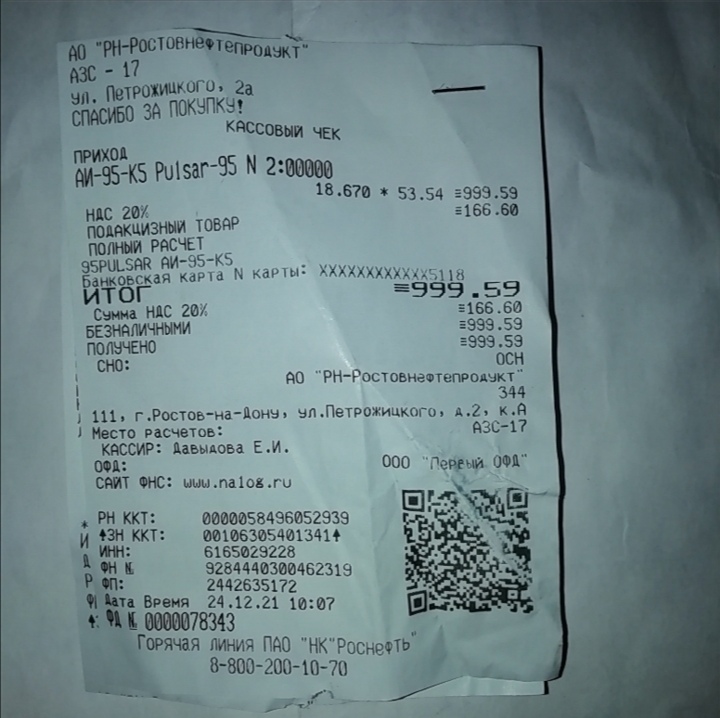 АО "РН-Ростовнефтепродукт"
АЗС - 17
ул. Петрожицкого, 2а
СПАСИБО ЗА ПОКУПКУ!
КАССОВЫЙ ЧЕК
ПРИХОД
АИ-95-К5 Pulsar-95 N 2:00000
18.670 * 53.54 ≡999.59
НДС 20% ≡166.60
ПОДАКЦИЗНЫЙ ТОВАР
ПОЛНЫЙ РАСЧЕТ
95PULSAR АИ-95-К5
Банковская карта N карты: XXXXXXXXXXXX5118
ИТОГ ≡999.59
Сумма НДС 20% ≡166.60
БЕЗНАЛИЧНЫМИ ≡999.59
ПОЛУЧЕНО ≡999.59
СНО: ОСН
АО "РН-Ростовнефтепродукт"
344
111, г.Ростов-на-Дону, ул.Петрожицкого, д.2, к.А
Место расчетов: АЗС-17
КАССИР: Давыдова Е.И.
ОФД: ООО "Первый ОФД"
САЙТ ФНС: www.nalog.ru
* РН ККТ: 0000058496052939
И ↑ЗН ККТ: 00106305401341↑
Д ИНН: 6165029228
Р ФН № 9284440300462319
ФП: 2442635172
Дата Время 24.12.21 10:07
ФД № 0000078343
Горячая линия ПАО "НК"Роснефть"
8-800-200-10-70